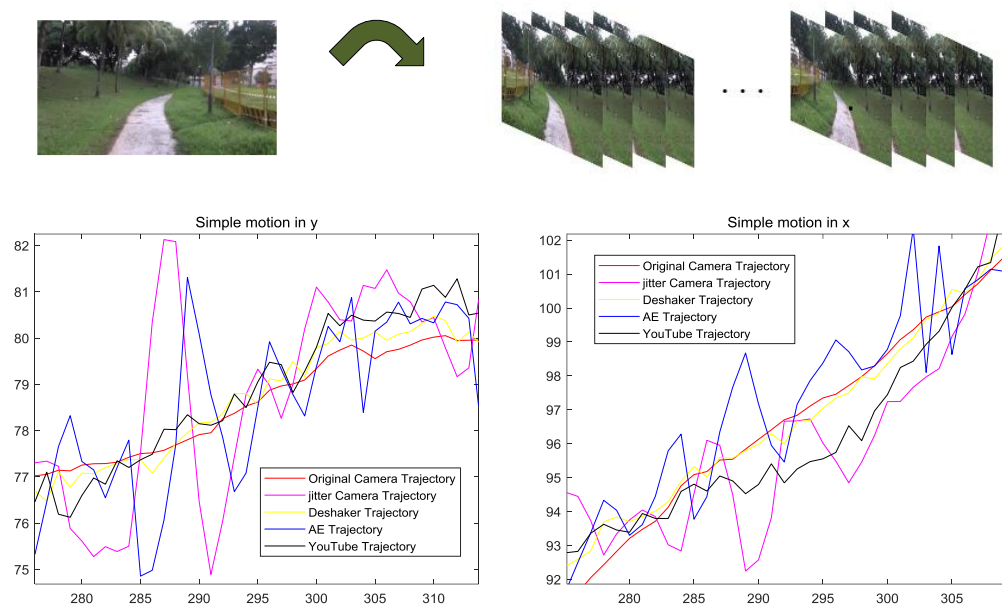 . . .
Simple motion in y
82
81
80
79
78
77
76
75
280
285
290
295
300
305
310
Original Camera Trajectory
jitter Camera Trajectory
Deshaker Trajectory
AE Trajectory
YouTube Trajectory
Simple motion in x
102
101
100
99
98
97
96
95
94
93
92
280
285
290
295
300
305
Original Camera Trajectory
jitter Camera Trajectory
Deshaker Trajectory
AE Trajectory
YouTube Trajectory